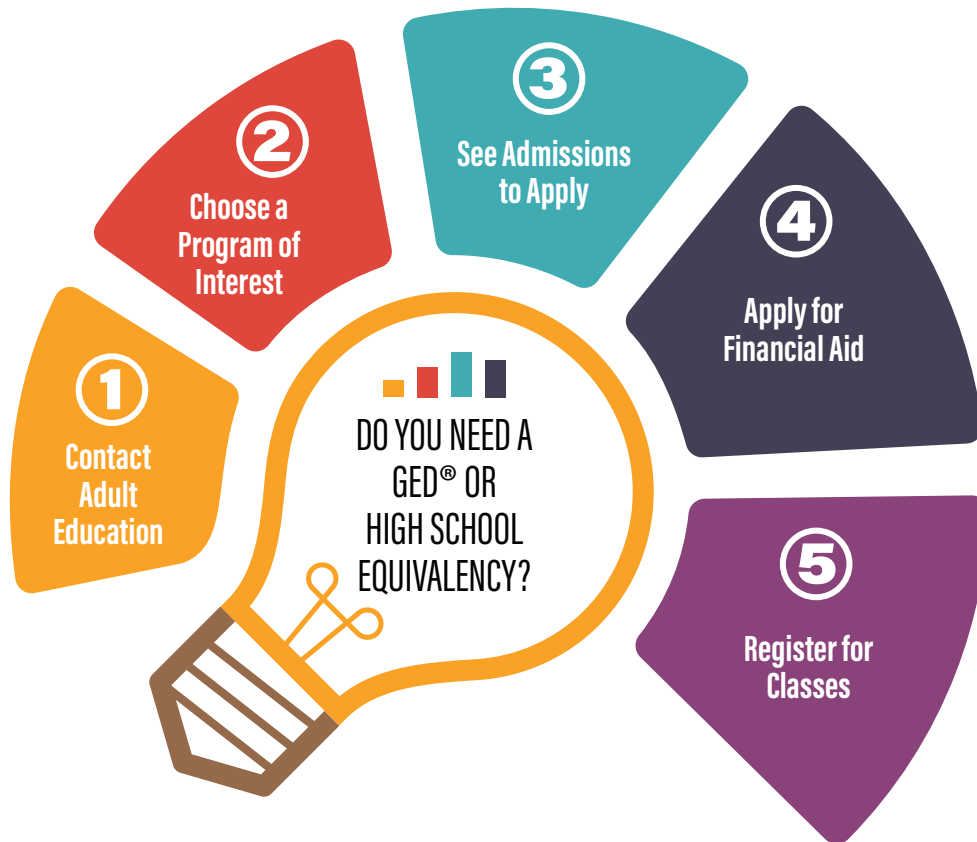 1
Contact
Adult
Education
2
Choose a
Program of
Interest
3
See Admissions
to Apply
4
Apply for
Financial Aid
5
Register for
Classes
DO YOU NEED A
GED® OR
HIGH SCHOOL
EQUIVALENCY?